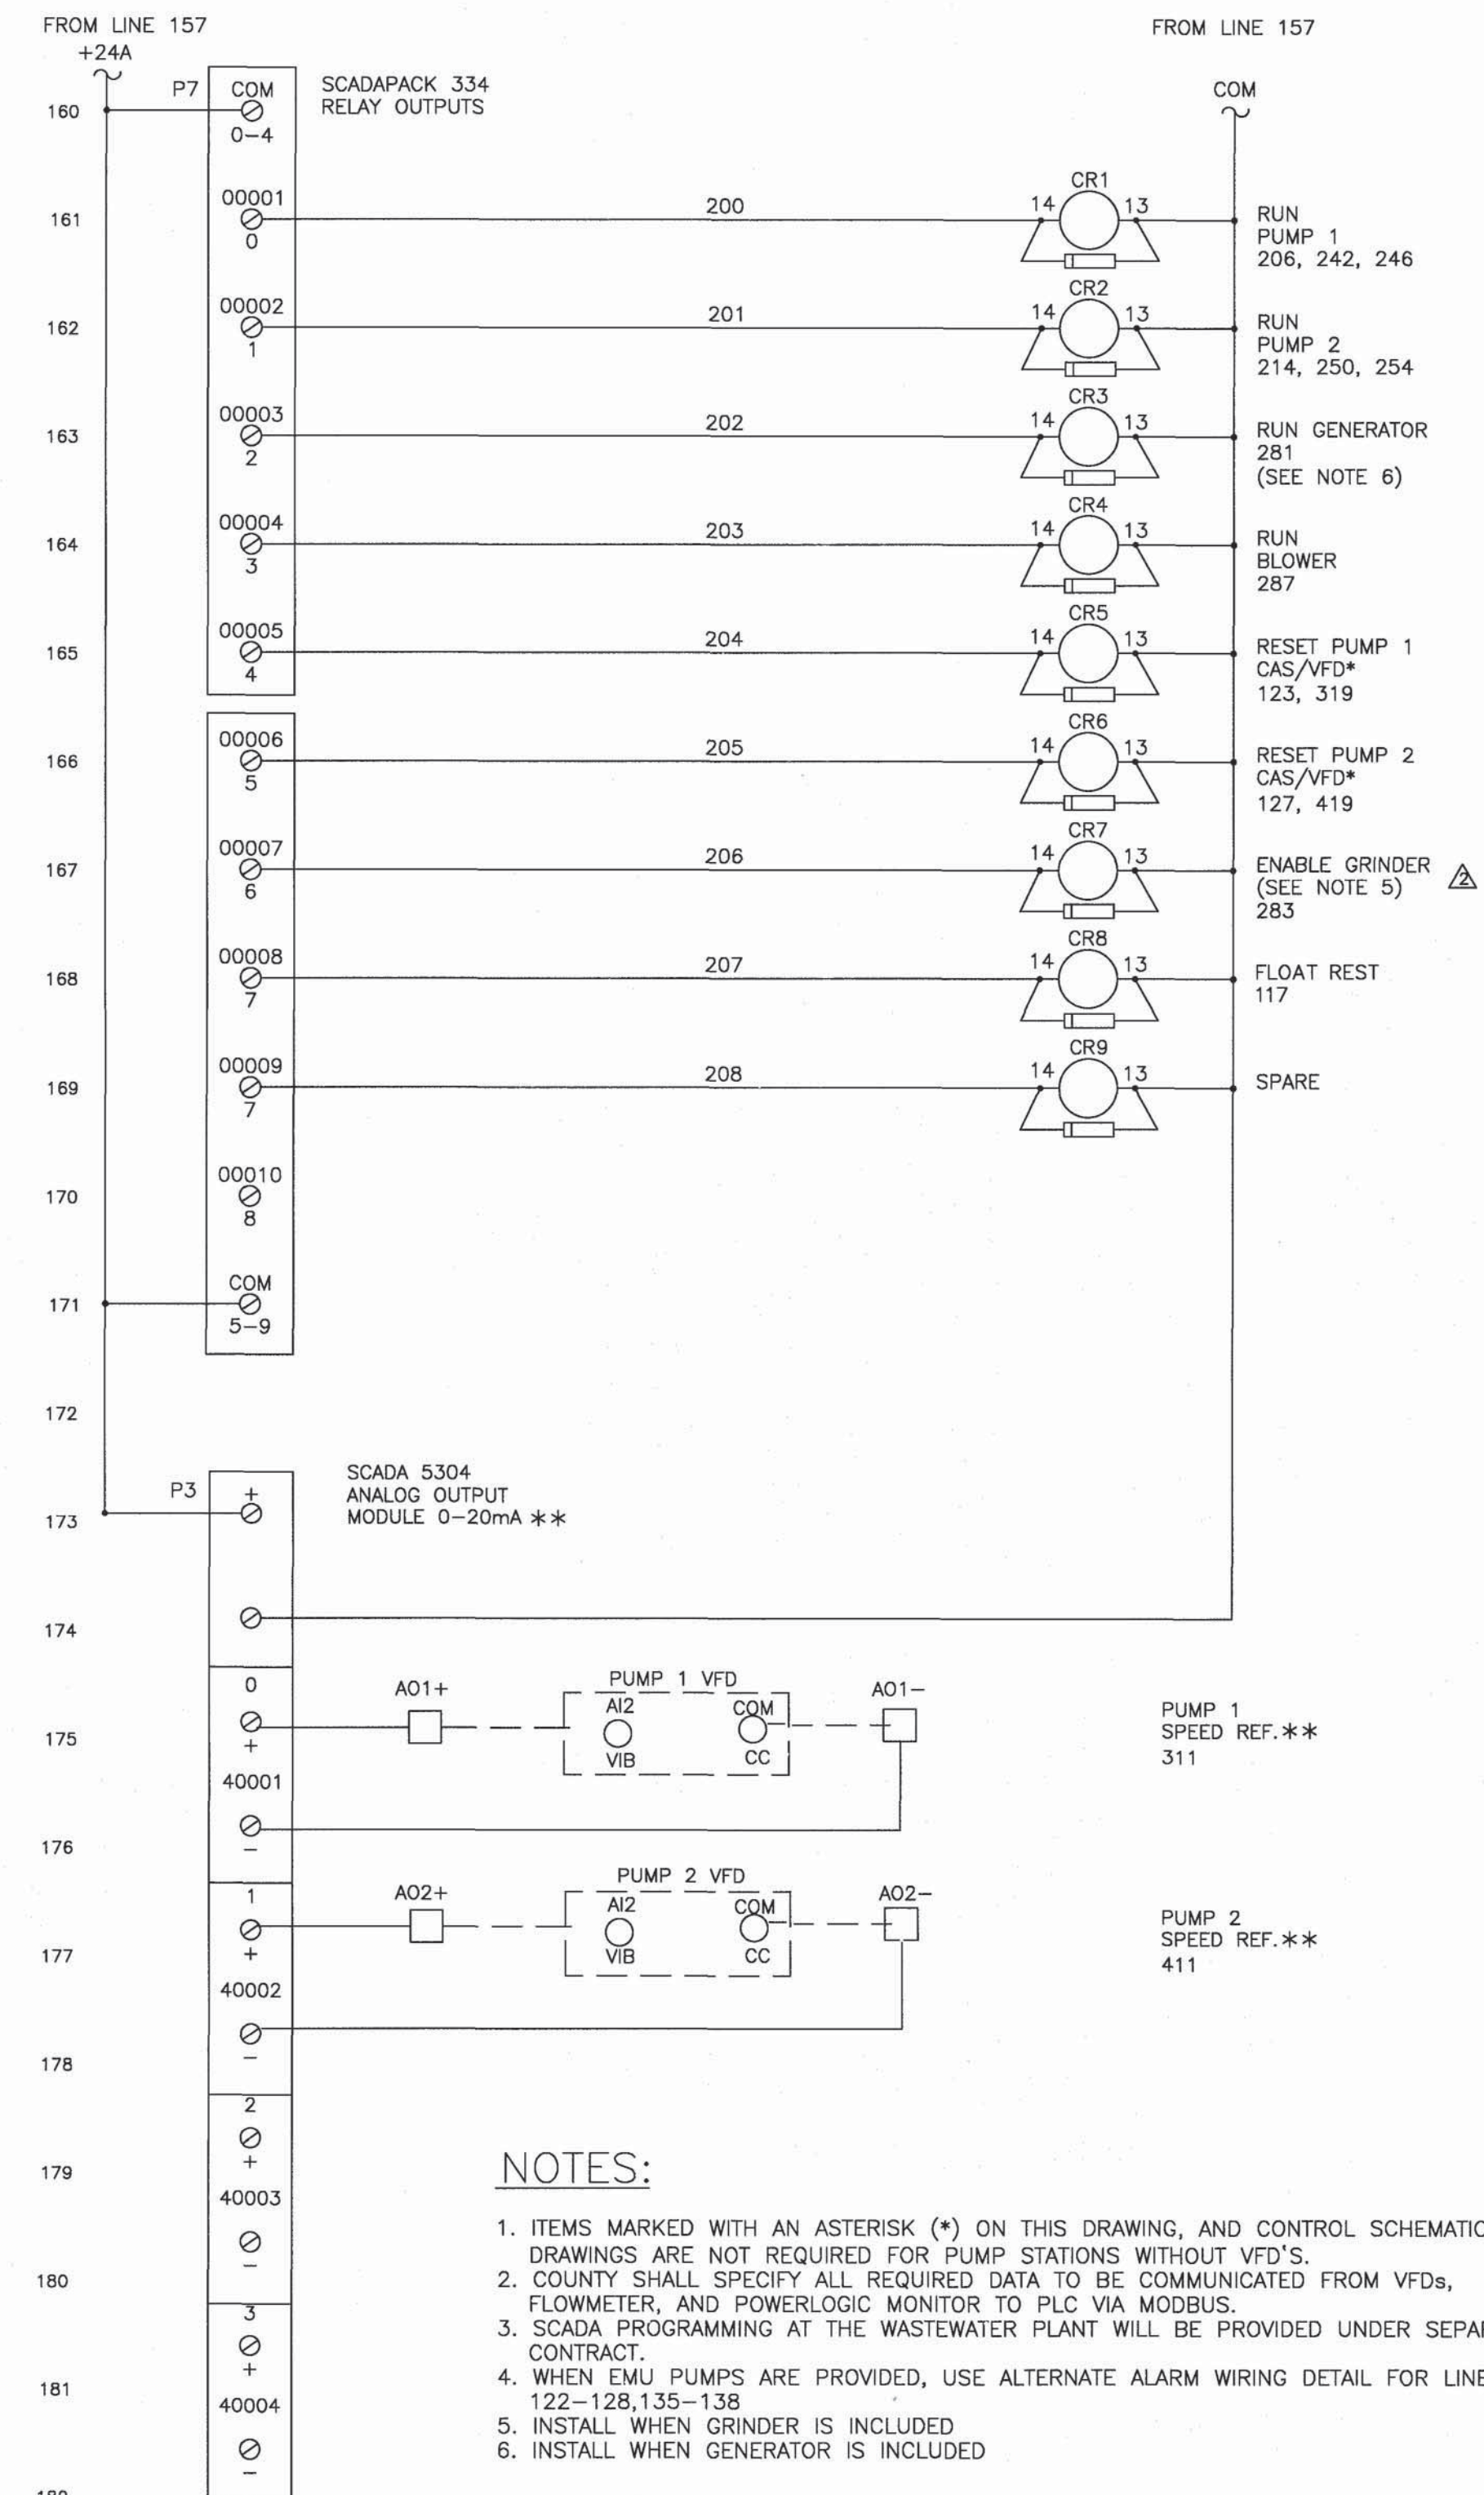 FROM LINE 157
FROM LINE 157
+24A
COM
P7
COM
SCADAPACK 334
RELAY OUTPUTS
160
0-4
00001
200
CR1
14
13
161
0
RUN
PUMP 1
206, 242, 246
00002
201
CR2
14
13
162
1
RUN
PUMP 2
214, 250, 254
00003
202
CR3
14
13
163
2
RUN GENERATOR
281
(SEE NOTE 6)
00004
203
CR4
14
13
164
3
RUN
BLOWER
287
00005
204
CR5
14
13
165
4
RESET PUMP 1
CAS/VFD*
123, 319
00006
205
CR6
14
13
166
5
RESET PUMP 2
CAS/VFD*
127, 419
00007
206
CR7
14
13
167
6
ENABLE GRINDER
(SEE NOTE 5)
283
2
00008
207
CR8
14
13
168
7
FLOAT REST
117
00009
208
CR9
14
13
169
7
SPARE
00010
170
8
COM
171
5-9
172
P3
+
SCADA 5304
ANALOG OUTPUT
MODULE 0-20mA **
173
174
0
AO1+
PUMP 1 VFD
AI2
COM
AO1-
175
+
VIB
CC
PUMP 1
SPEED REF.**
311
40001
176
-
1
AO2+
PUMP 2 VFD
AI2
COM
AO2-
177
+
VIB
CC
PUMP 2
SPEED REF.**
411
40002
178
-
2
179
+
40003
180
-
3
181
+
40004
-
NOTES:
1. ITEMS MARKED WITH AN ASTERISK (*) ON THIS DRAWING, AND CONTROL SCHEMATIC
DRAWINGS ARE NOT REQUIRED FOR PUMP STATIONS WITHOUT VFD'S.
2. COUNTY SHALL SPECIFY ALL REQUIRED DATA TO BE COMMUNICATED FROM VFDs,
FLOWMETER, AND POWERLOGIC MONITOR TO PLC VIA MODBUS.
3. SCADA PROGRAMMING AT THE WASTEWATER PLANT WILL BE PROVIDED UNDER SEPA
CONTRACT.
4. WHEN EMU PUMPS ARE PROVIDED, USE ALTERNATE ALARM WIRING DETAIL FOR LINE
122-128,135-138
5. INSTALL WHEN GRINDER IS INCLUDED
6. INSTALL WHEN GENERATOR IS INCLUDED